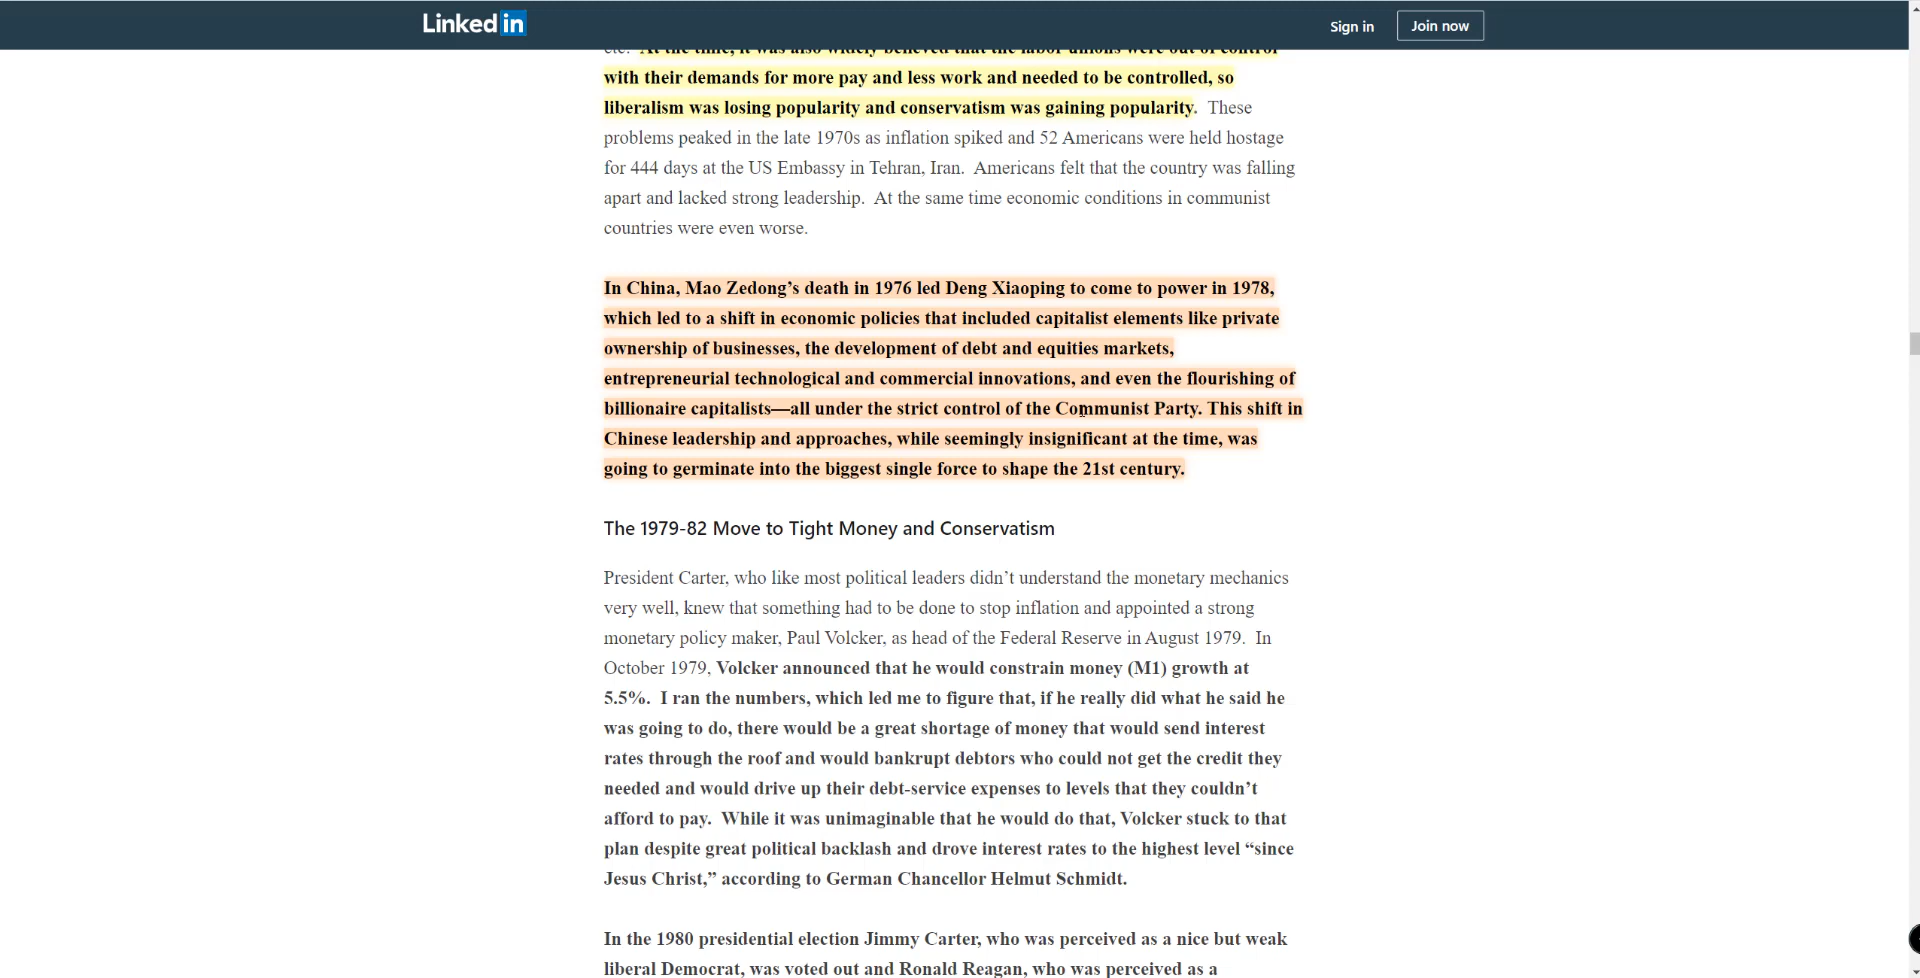 LinkedIn
Sign in
Join now
etc. At the time, it was also widely believed that the labor unions were out of control
with their demands for more pay and less work and needed to be controlled, so
liberalism was losing popularity and conservatism was gaining popularity.  These
problems peaked in the late 1970s as inflation spiked and 52 Americans were held hostage
for 444 days at the US Embassy in Tehran, Iran.  Americans felt that the country was falling
apart and lacked strong leadership.  At the same time economic conditions in communist
countries were even worse.
In China, Mao Zedong’s death in 1976 led Deng Xiaoping to come to power in 1978,
which led to a shift in economic policies that included capitalist elements like private
ownership of businesses, the development of debt and equities markets,
entrepreneurial technological and commercial innovations, and even the flourishing of
billionaire capitalists—all under the strict control of the Communist Party. This shift in
Chinese leadership and approaches, while seemingly insignificant at the time, was
going to germinate into the biggest single force to shape the 21st century.
The 1979-82 Move to Tight Money and Conservatism
President Carter, who like most political leaders didn’t understand the monetary mechanics
very well, knew that something had to be done to stop inflation and appointed a strong
monetary policy maker, Paul Volcker, as head of the Federal Reserve in August 1979.  In
October 1979, Volcker announced that he would constrain money (M1) growth at
5.5%.  I ran the numbers, which led me to figure that, if he really did what he said he
was going to do, there would be a great shortage of money that would send interest
rates through the roof and would bankrupt debtors who could not get the credit they
needed and would drive up their debt-service expenses to levels that they couldn’t
afford to pay.  While it was unimaginable that he would do that, Volcker stuck to that
plan despite great political backlash and drove interest rates to the highest level “since
Jesus Christ,” according to German Chancellor Helmut Schmidt.
In the 1980 presidential election Jimmy Carter, who was perceived as a nice but weak
liberal Democrat, was voted out and Ronald Reagan, who was perceived as a